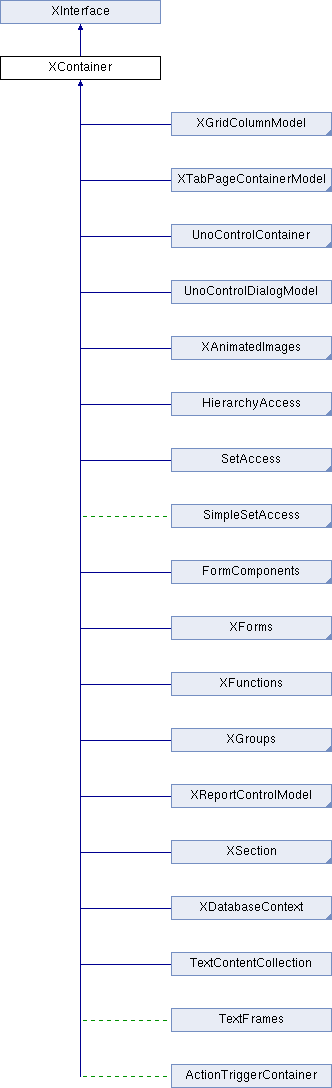 XInterface
XContainer
XGridColumnModel
XTabPageContainerModel
UnoControlContainer
UnoControlDialogModel
XAnimatedImages
HierarchyAccess
SetAccess
SimpleSetAccess
FormComponents
XForms
XFunctions
XGroups
XReportControlModel
XSection
XDatabaseContext
TextContentCollection
TextFrames
ActionTriggerContainer